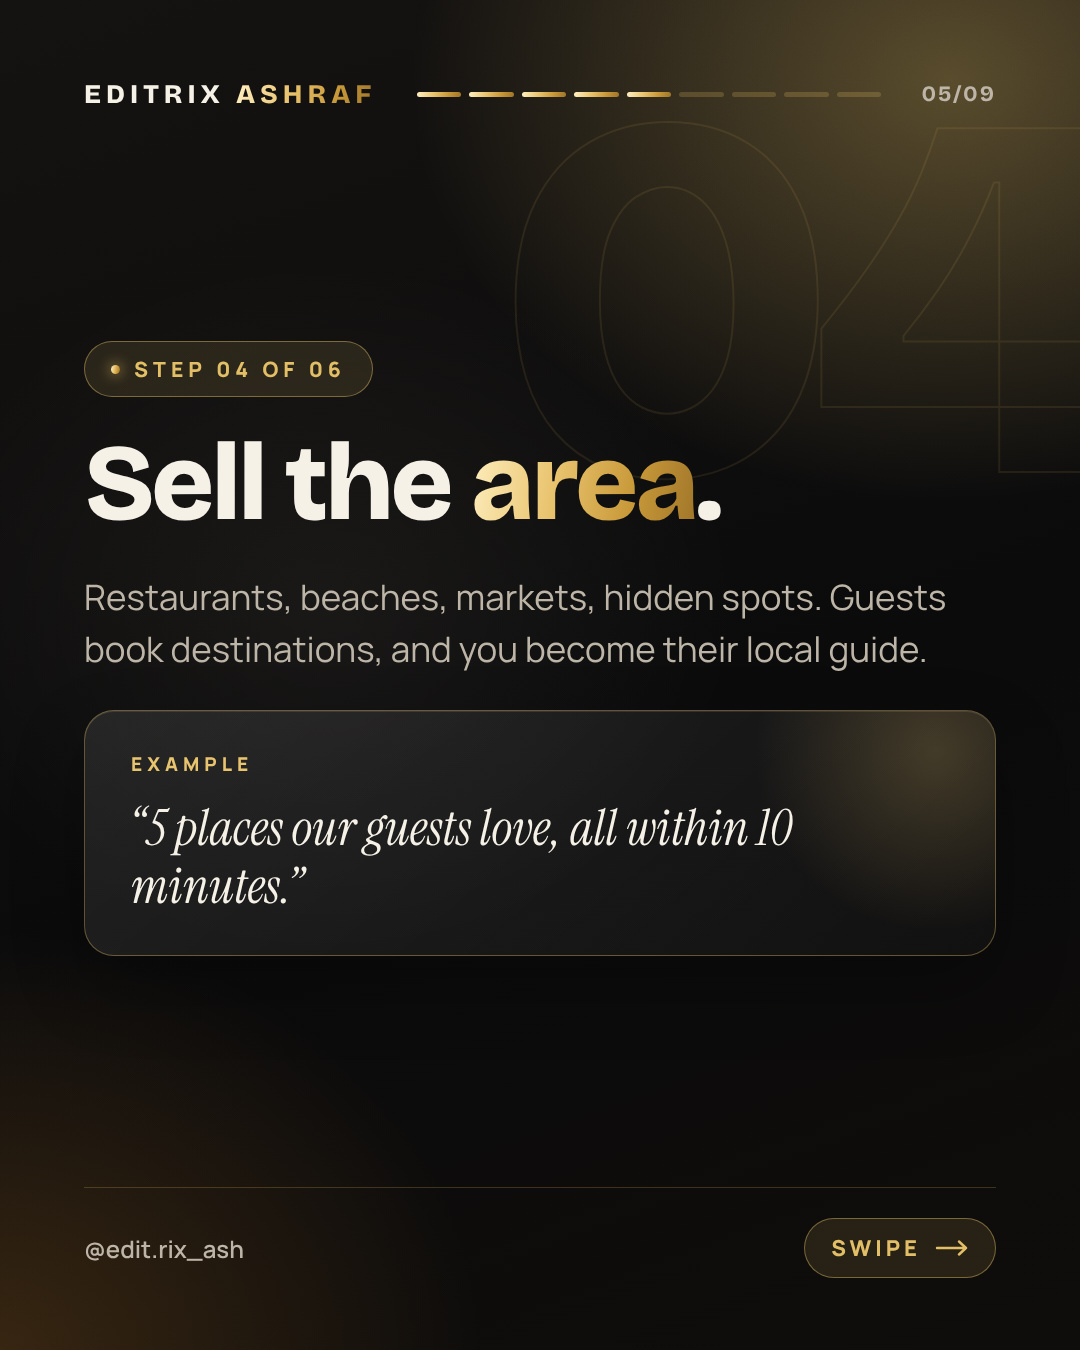 EDITRIX ASHRAF
05/09
04
STEP 04 OF 06
Sell the area.
Restaurants, beaches, markets, hidden spots. Guests
book destinations, and you become their local guide.
EXAMPLE
“5 places our guests love, all within 10
minutes.”
@edit.rix_ash
SWIPE →